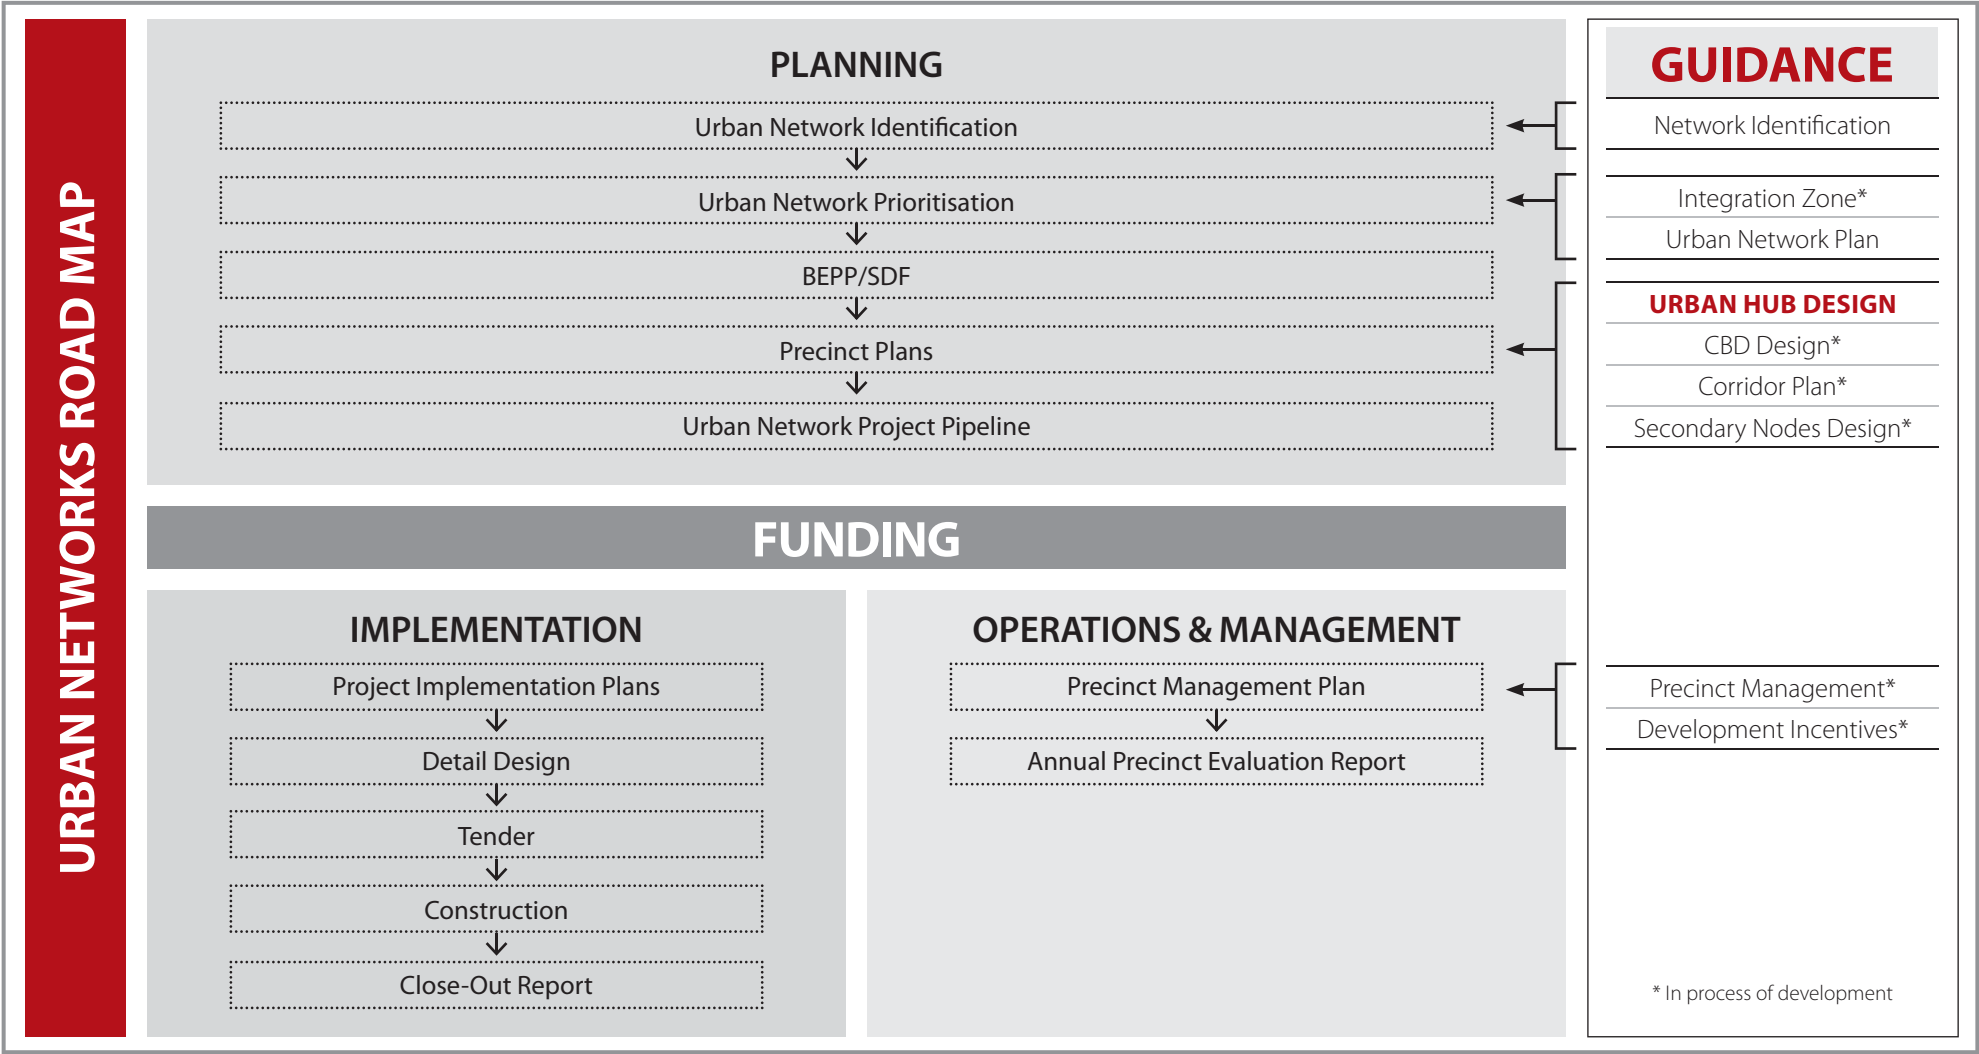 URBAN NETWORKS ROAD MAP
PLANNING
Urban Network Identification
Urban Network Prioritisation
BEPP/SDF
Precinct Plans
Urban Network Project Pipeline
FUNDING
IMPLEMENTATION
Project Implementation Plans
Detail Design
Tender
Construction
Close-Out Report
OPERATIONS & MANAGEMENT
Precinct Management Plan
Annual Precinct Evaluation Report
GUIDANCE
Network Identification
Integration Zone*
Urban Network Plan
URBAN HUB DESIGN
CBD Design*
Corridor Plan*
Secondary Nodes Design*
Precinct Management*
Development Incentives*
* In process of development